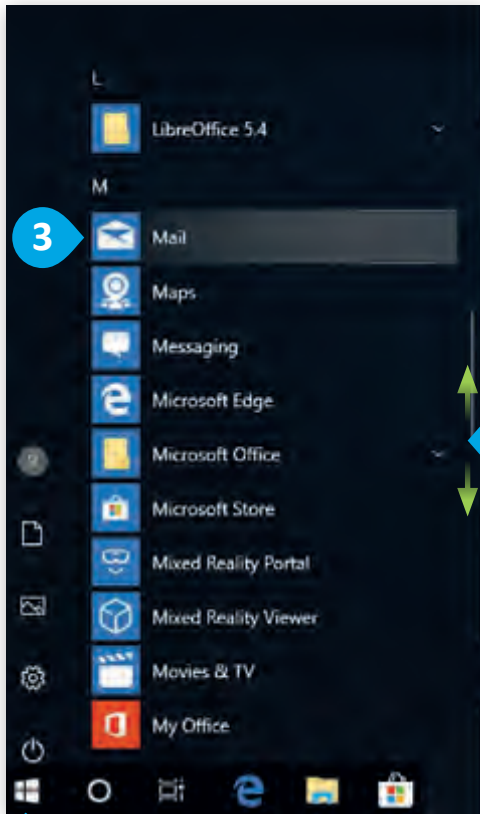 L
LibreOffice 5.4
M
3
Mail
Maps
Messaging
Microsoft Edge
Microsoft Office
Microsoft Store
Mixed Reality Portal
Mixed Reality Viewer
Movies & TV
My Office